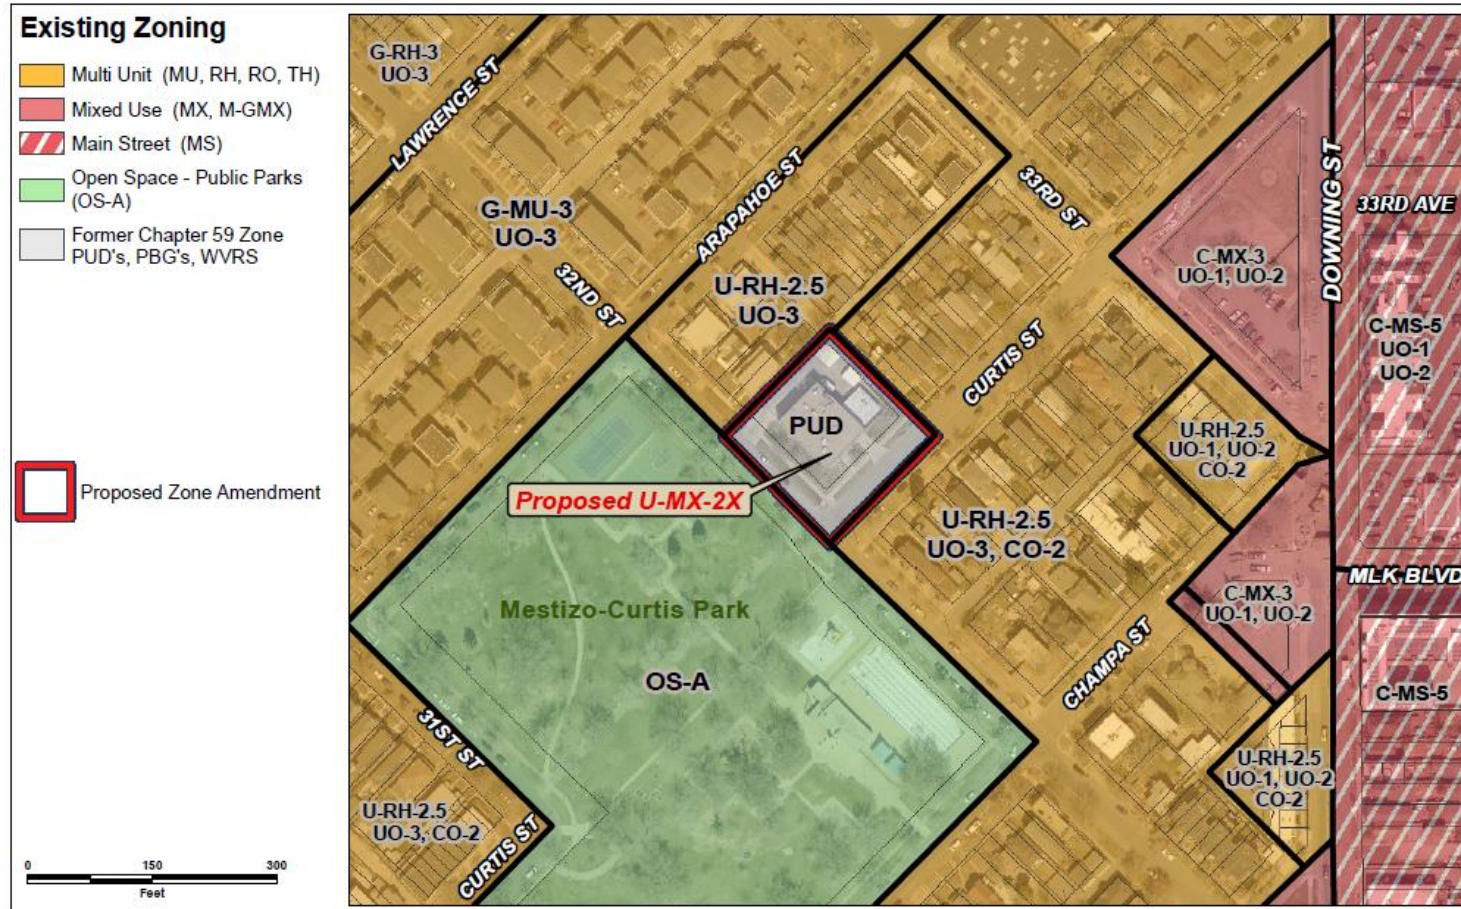 Existing Zoning
Multi Unit (MU, RH, RO, TH)
Mixed Use (MX, M-GMX)
Main Street (MS)
Open Space - Public Parks
(OS-A)
Former Chapter 59 Zone
PUD's, PBG's, WVRS
Proposed Zone Amendment
0 150 300
Feet
G-RH-3
UO-3
LAWRENCE ST
G-MU-3
UO-3
ARAPAHOE ST
32ND ST
U-RH-2.5
UO-3
33RD ST
CURTIS ST
C-MX-3
UO-1, UO-2
DOWNING ST
33RD AVE
C-MS-5
UO-1
UO-2
PUD
Proposed U-MX-2X
U-RH-2.5
UO-1, UO-2
CO-2
U-RH-2.5
UO-3, CO-2
MLK BLVD
C-MX-3
UO-1, UO-2
Mestizo-Curtis Park
OS-A
CHAMPA ST
C-MS-5
31ST ST
U-RH-2.5
UO-1, UO-2
CO-2
U-RH-2.5
UO-3, CO-2
CURTIS ST